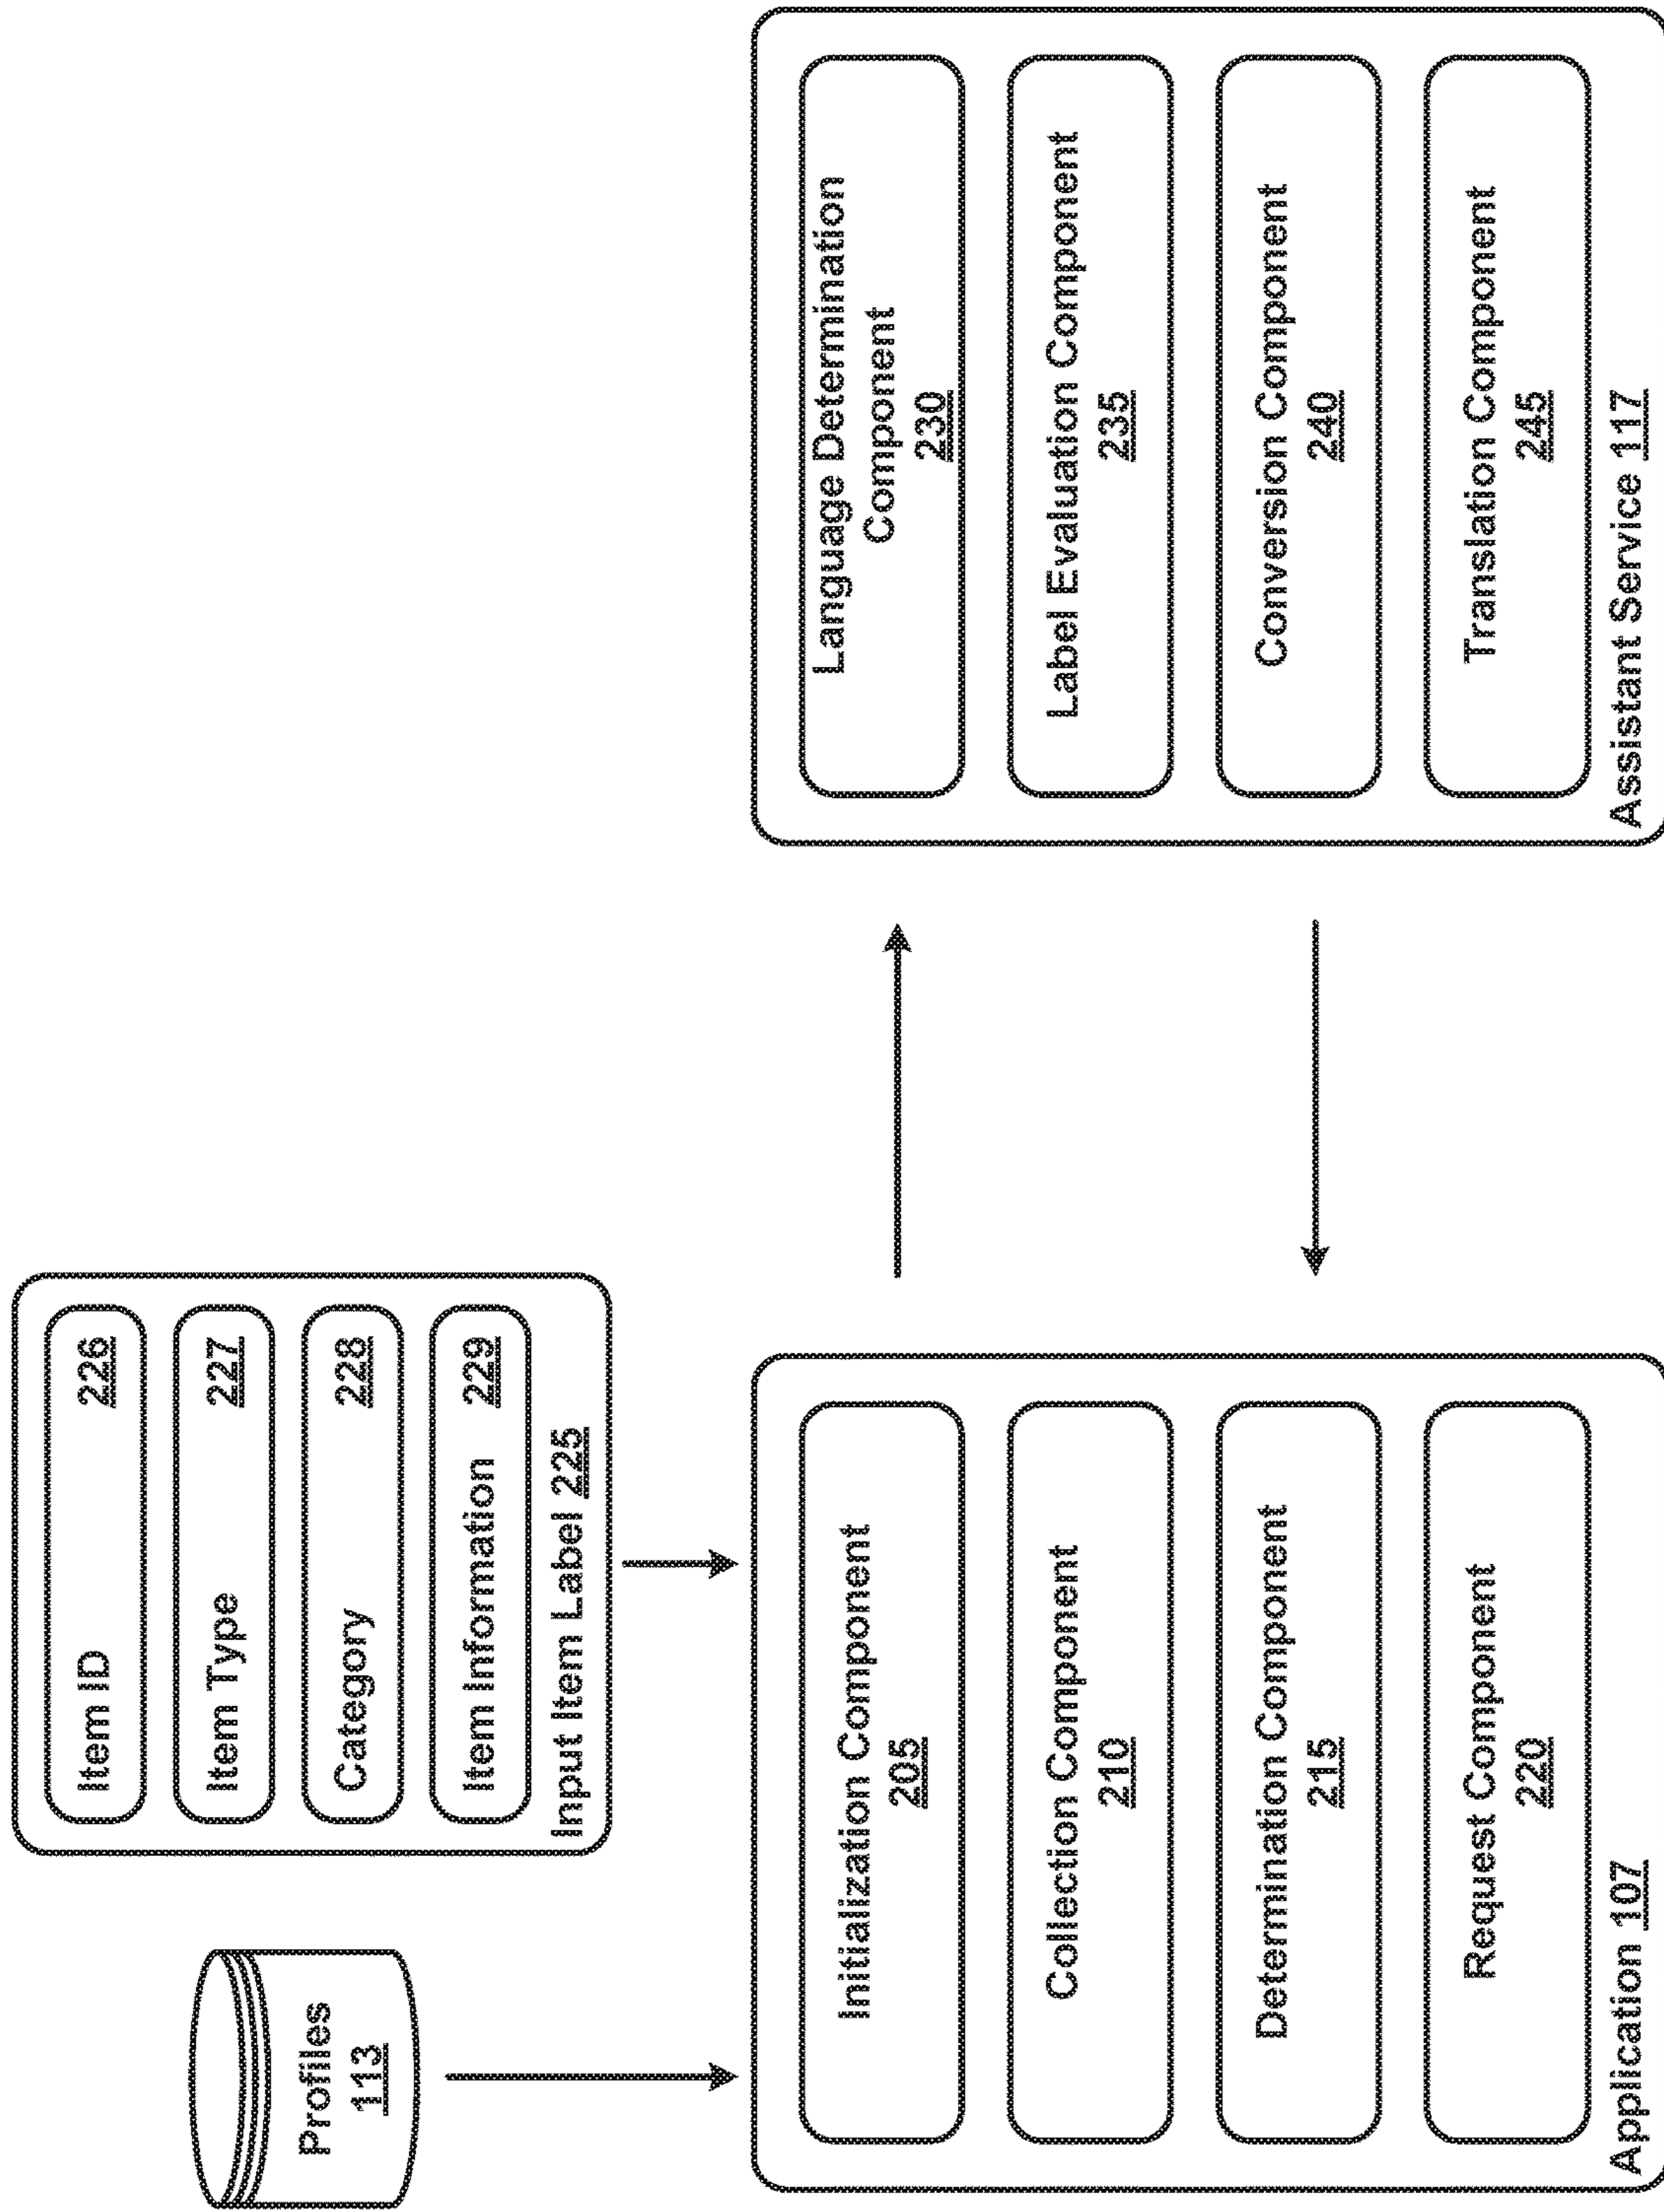 Profiles
113
Item ID 226
Item Type 227
Category 228
Item Information 229
Input Item Label 225
Initialization Component
205
Collection Component
210
Determination Component
215
Request Component
220
Application 107
Language Determination
Component
230
Label Evaluation Component
235
Conversion Component
240
Translation Component
245
Assistant Service 117